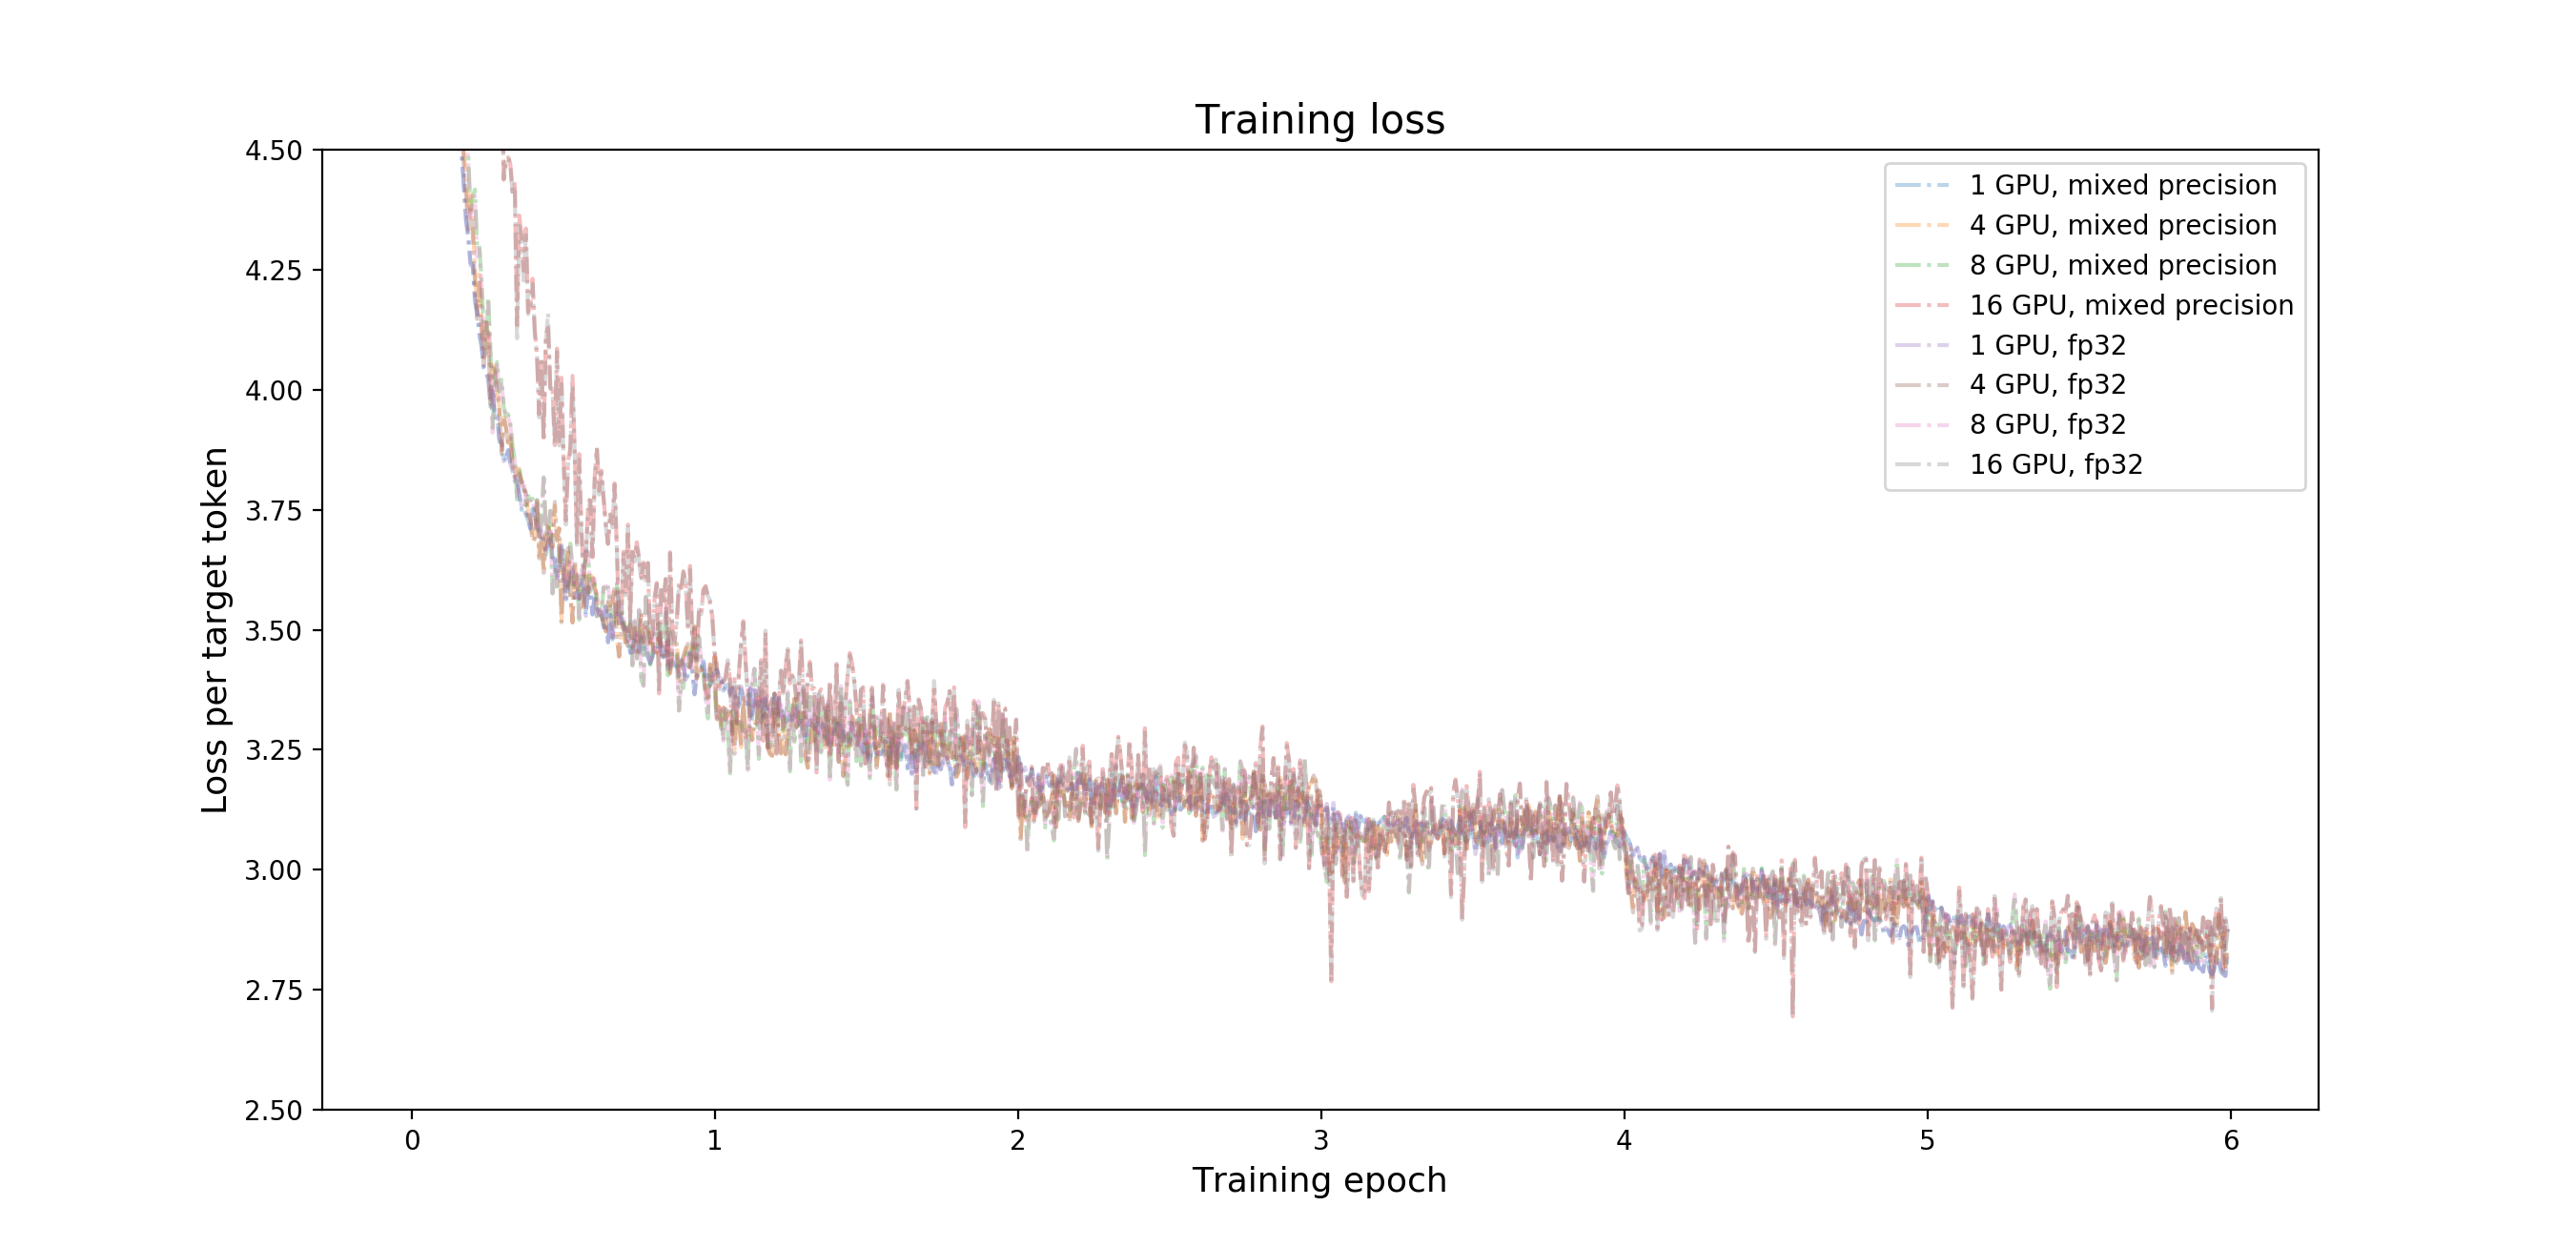 Training loss
4.50
4.25
4.00
3.75
3.50
3.25
3.00
2.75
2.50
Loss per target token
1 GPU, mixed precision
4 GPU, mixed precision
8 GPU, mixed precision
16 GPU, mixed precision
1 GPU, fp32
4 GPU, fp32
8 GPU, fp32
16 GPU, fp32
0 1 2 3 4 5 6
Training epoch